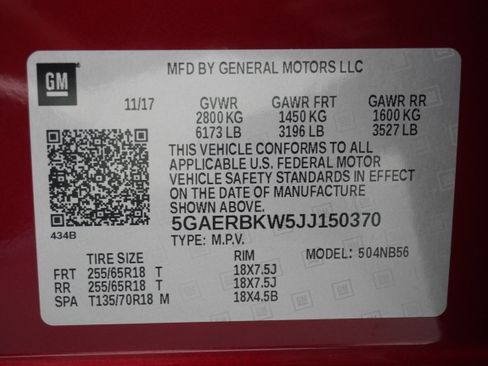 GM
MFD BY GENERAL MOTORS LLC
11/17 GVWR GAWR FRT GAWR RR
2800 KG 1450 KG 1600 KG
6173 LB 3196 LB 3527 LB
THIS VEHICLE CONFORMS TO ALL
APPLICABLE U.S. FEDERAL MOTOR
VEHICLE SAFETY STANDARDS IN EFFECT
ON THE DATE OF MANUFACTURE
SHOWN ABOVE.
434B
5GAERBKW5JJ150370
TYPE: M.P.V. MODEL: 504NB56
TIRE SIZE RIM
FRT 255/65R18 T 18X7.5J
RR 255/65R18 T 18X7.5J
SPA T135/70R18 M 18X4.5B